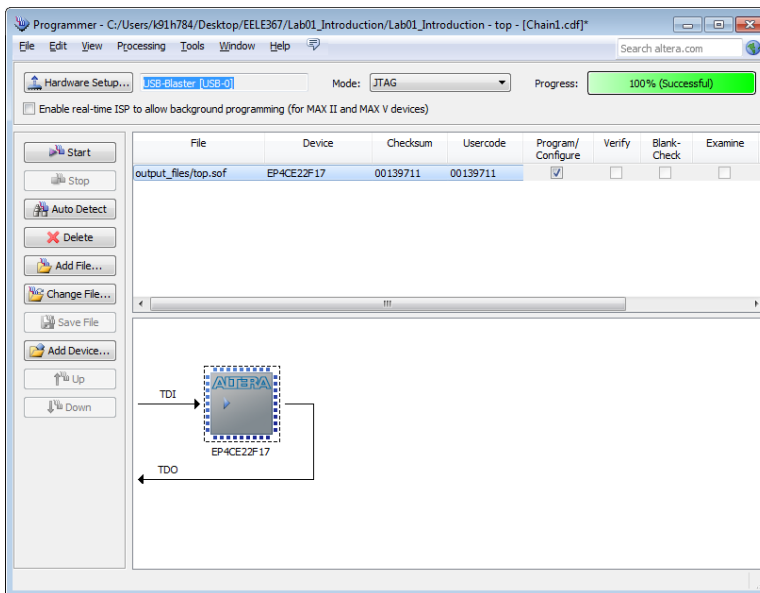 Programmer - C:/Users/k91h784/Desktop/EELE367/Lab01_Introduction/Lab01_Introduction - top - [Chain1.cdf]*
File Edit View Processing Tools Window Help
Search altera.com
Hardware Setup... USB-Blaster [USB-0] Mode: JTAG Progress: 100% (Successful)
Enable real-time ISP to allow background programming (for MAX II and MAX V devices)
Start
Stop
Auto Detect
Delete
Add File...
Change File...
Save File
Add Device...
Up
Down
File Device Checksum Usercode Program/ Verify Blank- Examine
Configure Check
output_files/top.sof EP4CE22F17 00139711 00139711
ALTERA
TDI
EP4CE22F17
TDO